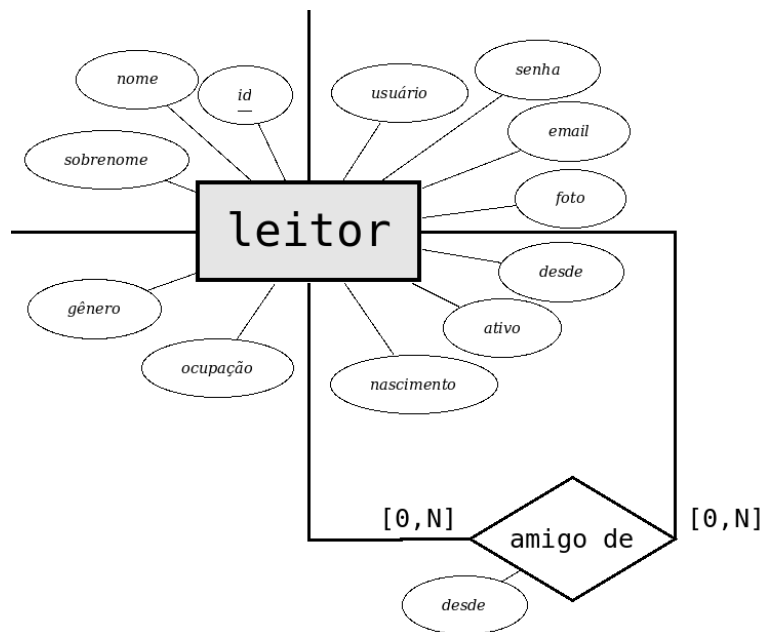 nome
id
usuário
senha
email
sobrenome
foto
leitor
desde
gênero
ativo
ocupação
nascimento
[0,N]
[0,N]
amigo de
desde